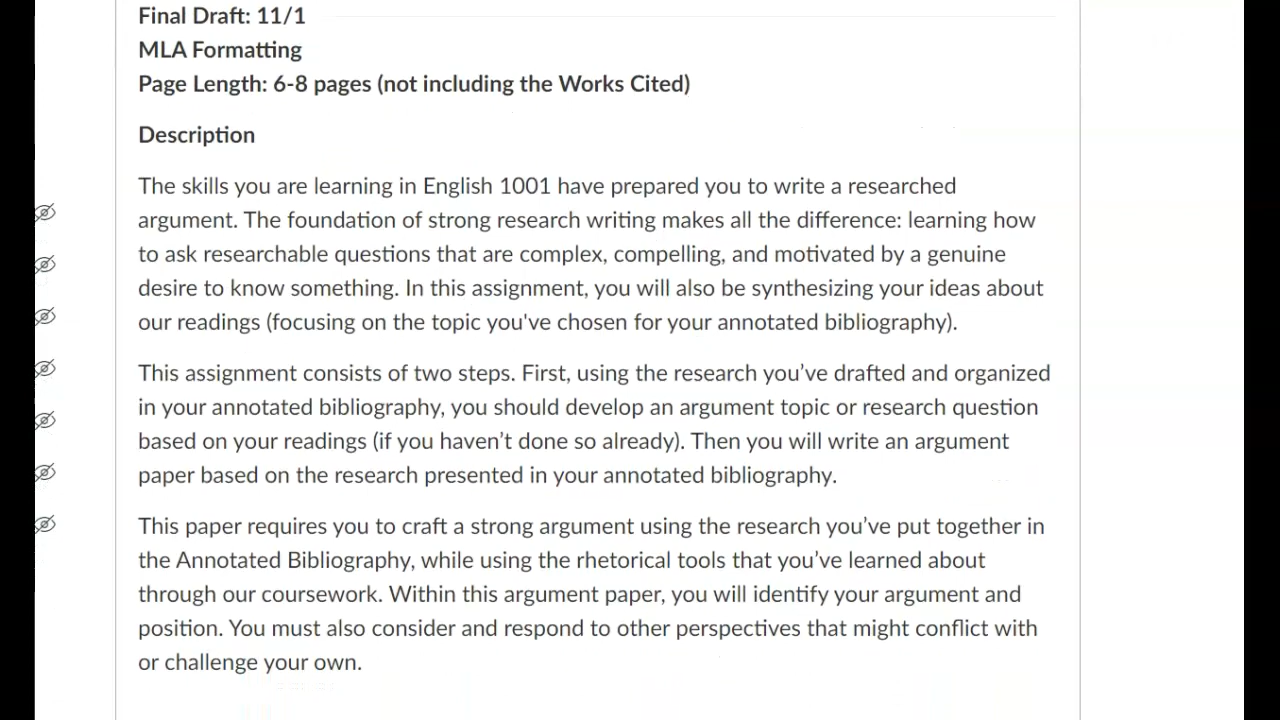 Final Draft: 11/1
MLA Formatting
Page Length: 6-8 pages (not including the Works Cited)
Description
The skills you are learning in English 1001 have prepared you to write a researched
argument. The foundation of strong research writing makes all the difference: learning how
to ask researchable questions that are complex, compelling, and motivated by a genuine
desire to know something. In this assignment, you will also be synthesizing your ideas about
our readings (focusing on the topic you've chosen for your annotated bibliography).
This assignment consists of two steps. First, using the research you’ve drafted and organized
in your annotated bibliography, you should develop an argument topic or research question
based on your readings (if you haven’t done so already). Then you will write an argument
paper based on the research presented in your annotated bibliography.
This paper requires you to craft a strong argument using the research you’ve put together in
the Annotated Bibliography, while using the rhetorical tools that you’ve learned about
through our coursework. Within this argument paper, you will identify your argument and
position. You must also consider and respond to other perspectives that might conflict with
or challenge your own.